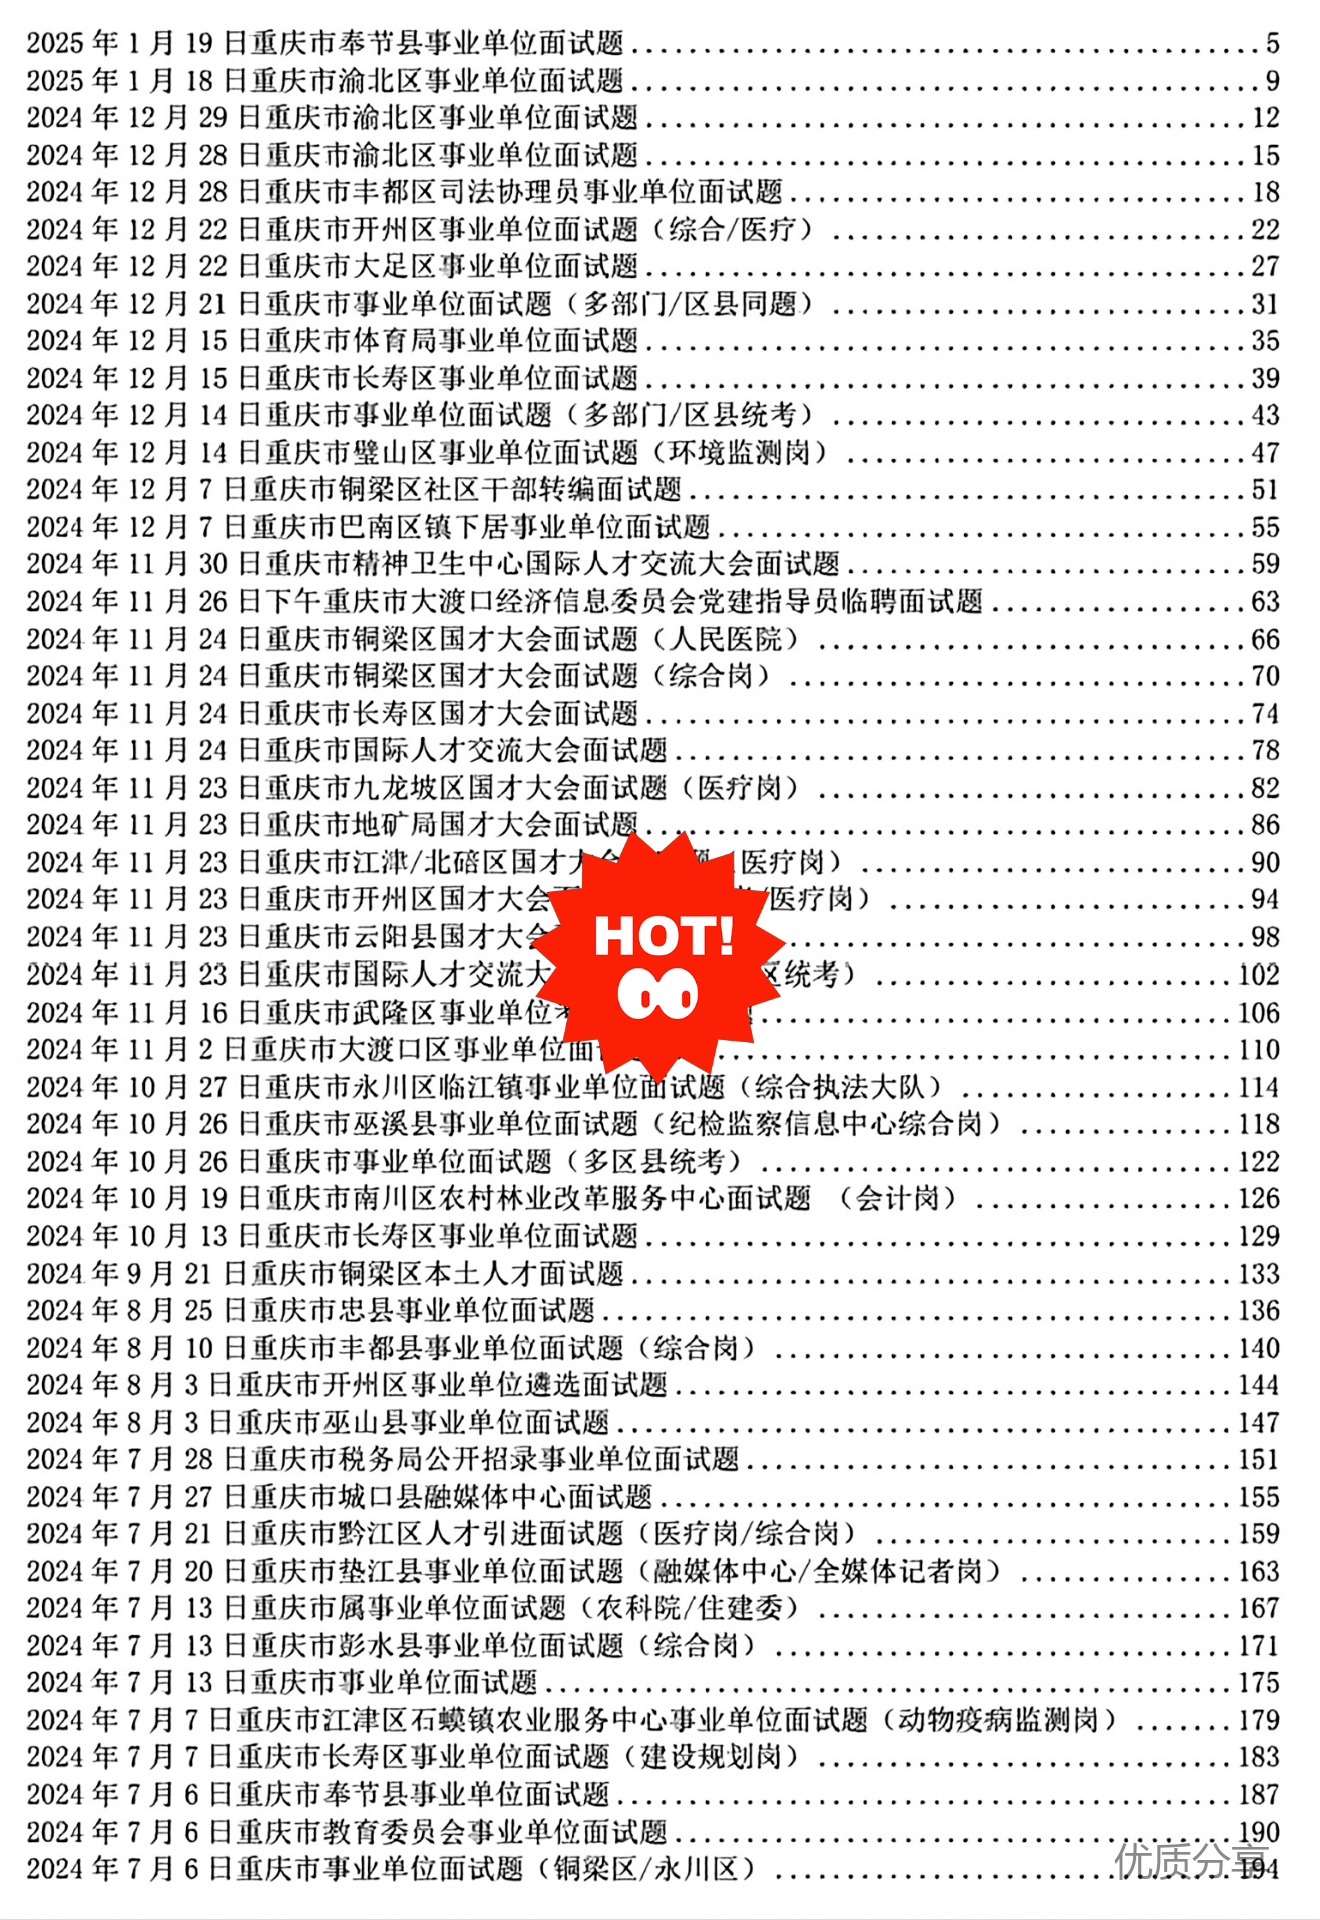 2025 年 1 月 19 日重庆市奉节县事业单位面试题........................................5
2025 年 1 月 18 日重庆市渝北区事业单位面试题........................................9
2024 年 12 月 29 日重庆市渝北区事业单位面试题........................................12
2024 年 12 月 28 日重庆市渝北区事业单位面试题........................................15
2024 年 12 月 28 日重庆市丰都区司法协理员事业单位面试题..............................18
2024 年 12 月 22 日重庆市开州区事业单位面试题（综合/医疗）............................22
2024 年 12 月 22 日重庆市大足区事业单位面试题........................................27
2024 年 12 月 21 日重庆市事业单位面试题（多部门/区县同题）............................31
2024 年 12 月 15 日重庆市体育局事业单位面试题........................................35
2024 年 12 月 15 日重庆市长寿区事业单位面试题........................................39
2024 年 12 月 14 日重庆市事业单位面试题（多部门/区县统考）............................43
2024 年 12 月 14 日重庆市璧山区事业单位面试题（环境监测岗）...........................47
2024 年 12 月 7 日重庆市铜梁区社区干部转编面试题.....................................51
2024 年 12 月 7 日重庆市巴南区镇下居事业单位面试题...................................55
2024 年 11 月 30 日重庆市精神卫生中心国际人才交流大会面试题...........................59
2024 年 11 月 26 日下午重庆市大渡口经济信息委员会党建指导员临聘面试题.................63
2024 年 11 月 24 日重庆市铜梁区国才大会面试题（人民医院）.............................66
2024 年 11 月 24 日重庆市铜梁区国才大会面试题（综合岗）...............................70
2024 年 11 月 24 日重庆市长寿区国才大会面试题........................................74
2024 年 11 月 24 日重庆市国际人才交流大会面试题......................................78
2024 年 11 月 23 日重庆市九龙坡区国才大会面试题（医疗岗）.............................82
2024 年 11 月 23 日重庆市地矿局国才大会面试题........................................86
2024 年 11 月 23 日重庆市江津/北碚区国才大 医疗岗）..........................90
2024 年 11 月 23 日重庆市开州区国才大会 /医疗岗）.........................94
2024 年 11 月 23 日重庆市云阳县国才大会..............................98
2024 年 11 月 23 日重庆市国际人才交流大 区统考）.........................102
2024 年 11 月 16 日重庆市武隆区事业单位................................106
2024 年 11 月 2 日重庆市大渡口区事业单位面...................................110
2024 年 10 月 27 日重庆市永川区临江镇事业单位面试题（综合执法大队）...................114
2024 年 10 月 26 日重庆市巫溪县事业单位面试题（纪检监察信息中心综合岗）...............118
2024 年 10 月 26 日重庆市事业单位面试题（多区县统考）................................122
2024 年 10 月 19 日重庆市南川区农村林业改革服务中心面试题 （会计岗）..................126
2024 年 10 月 13 日重庆市长寿区事业单位面试题.......................................129
2024 年 9 月 21 日重庆市铜梁区本土人才面试题........................................133
2024 年 8 月 25 日重庆市忠县事业单位面试题..........................................136
2024 年 8 月 10 日重庆市丰都县事业单位面试题（综合岗）...............................140
2024 年 8 月 3 日重庆市开州区事业单位遴选面试题.....................................144
2024 年 8 月 3 日重庆市巫山县事业单位面试题.........................................147
2024 年 7 月 28 日重庆市税务局公开招录事业单位面试题.................................151
2024 年 7 月 27 日重庆市城口县融媒体中心面试题......................................155
2024 年 7 月 21 日重庆市黔江区人才引进面试题（医疗岗/综合岗）........................159
2024 年 7 月 20 日重庆市垫江县事业单位面试题（融媒体中心/全媒体记者岗）..............163
2024 年 7 月 13 日重庆市属事业单位面试题（农科院/住建委）............................167
2024 年 7 月 13 日重庆市彭水县事业单位面试题（综合岗）...............................171
2024 年 7 月 13 日重庆市事业单位面试题..............................................175
2024 年 7 月 7 日重庆市江津区石蟆镇农业服务中心事业单位面试题（动物疫病监测岗）.......179
2024 年 7 月 7 日重庆市长寿区事业单位面试题（建设规划岗）............................183
2024 年 7 月 6 日重庆市奉节县事业单位面试题.........................................187
2024 年 7 月 6 日重庆市教育委员会事业单位面试题.....................................190
2024 年 7 月 6 日重庆市事业单位面试题（铜梁区/永川区）...............................194
HOT!
优质分享